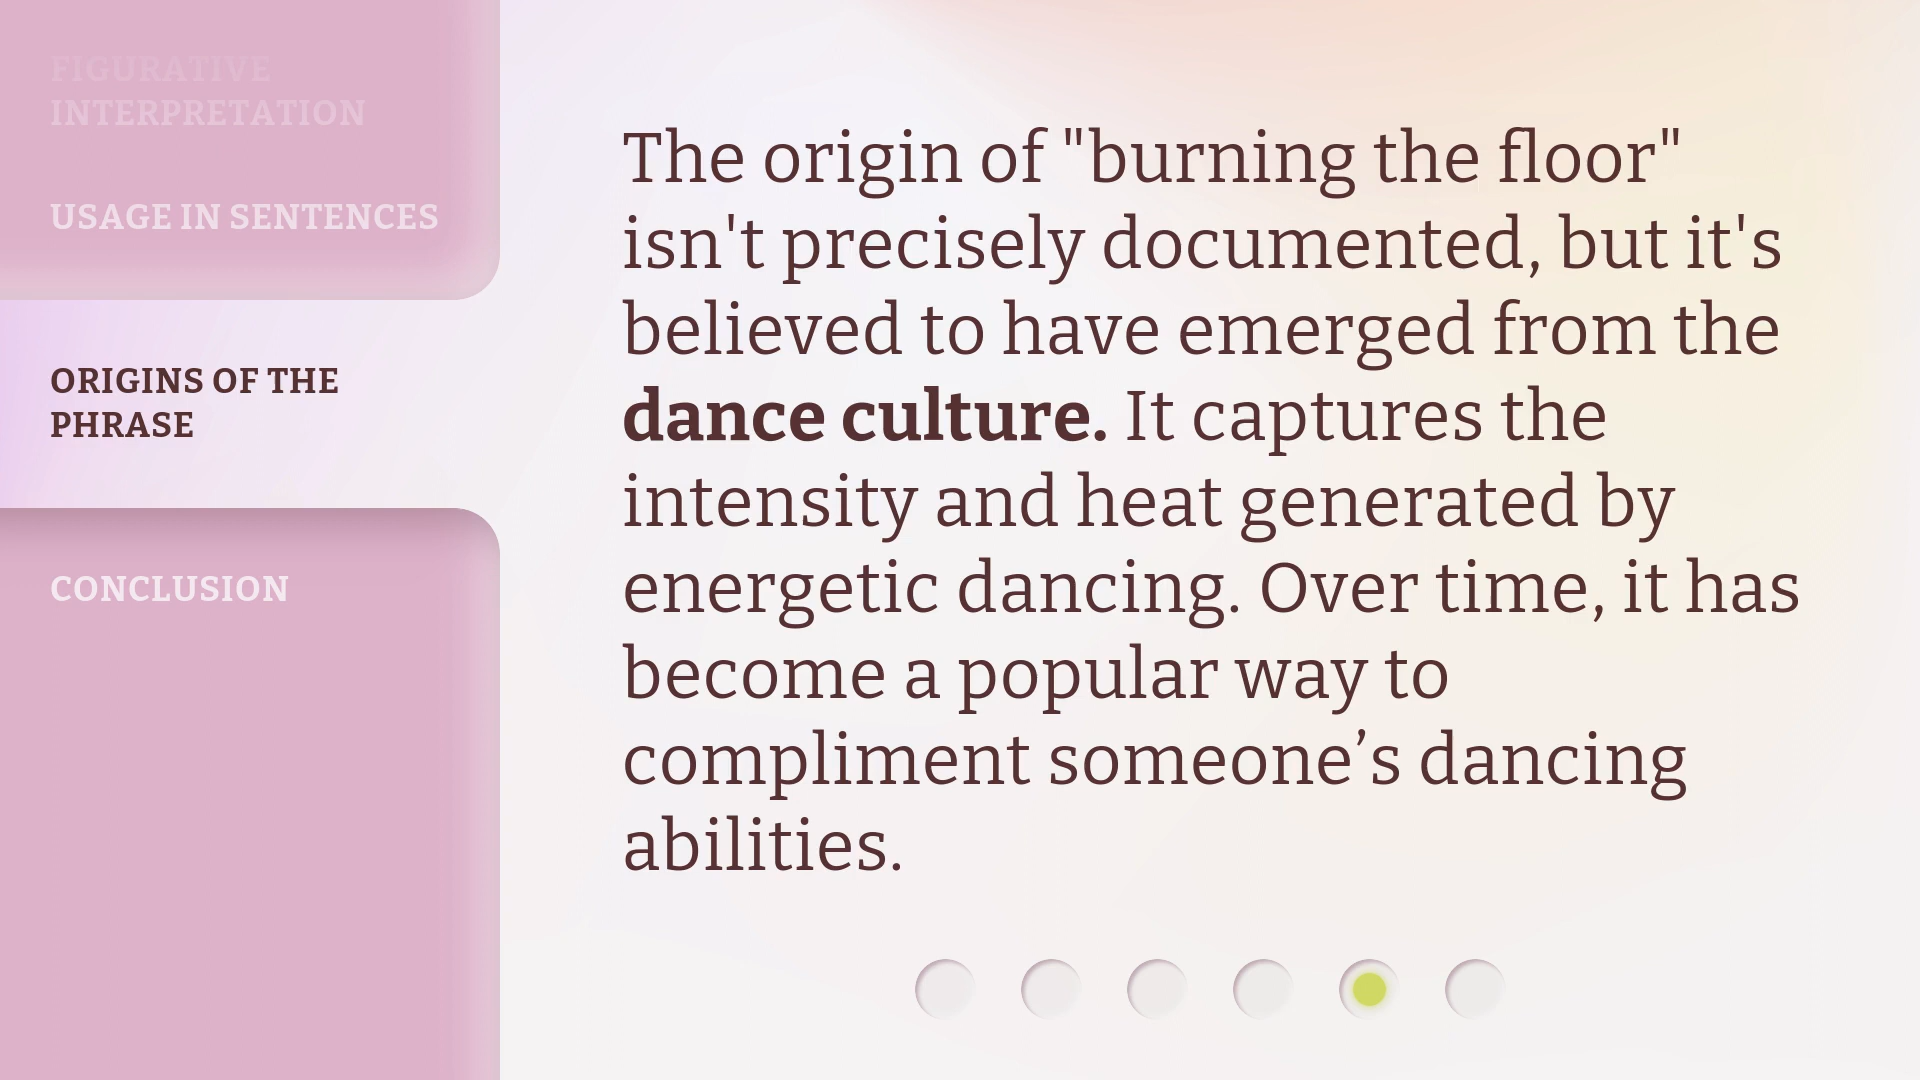 FIGURATIVE
INTERPRETATION
USAGE IN SENTENCES
ORIGINS OF THE
PHRASE
CONCLUSION
The origin of "burning the floor"
isn't precisely documented, but it's
believed to have emerged from the
dance culture. It captures the
intensity and heat generated by
energetic dancing. Over time, it has
become a popular way to
compliment someone’s dancing
abilities.